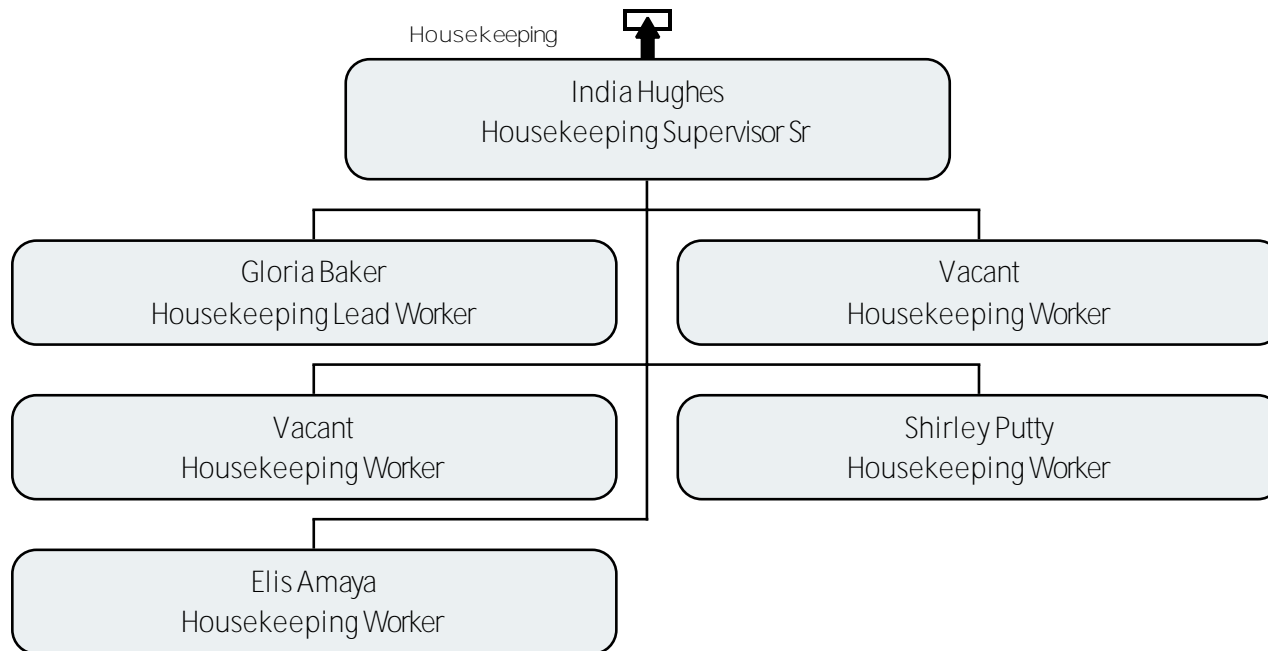 Housekeeping
India Hughes
Housekeeping Supervisor Sr
Gloria Baker
Housekeeping Lead Worker
Vacant
Housekeeping Worker
Vacant
Housekeeping Worker
Shirley Putty
Housekeeping Worker
Elis Amaya
Housekeeping Worker